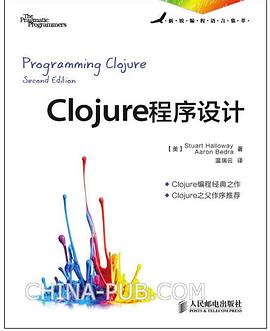 The
Pragmatic
Programmers
新锐编程语言集萃
Programming Clojure
Second Edition
Clojure程序设计
[美] Stuart Halloway 著
Aaron Bedra
温瑞云 译
Clojure编程经典之作
Clojure之父作序推荐
CHINA-PUB.COM
人民邮电出版社
POSTS & TELECOM PRESS